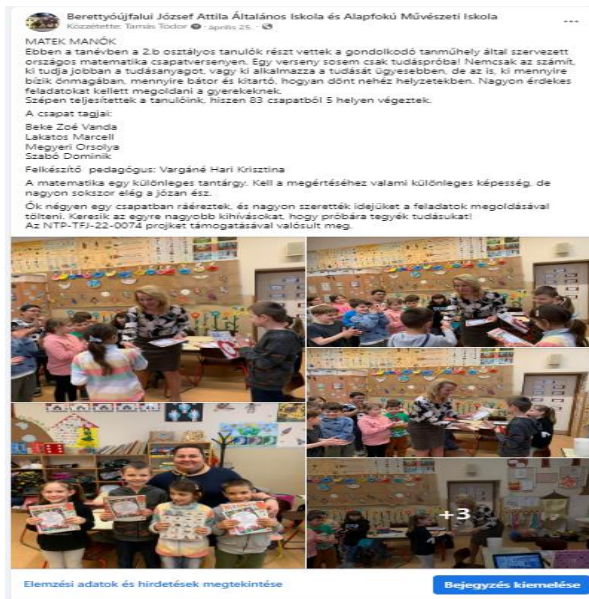 Berettyóújfalui József Attila Általános Iskola és Alapfokú Művészeti Iskola
Közzétette: Tamás Tódor · április 25. ·
MATEK MANÓK
Ebben a tanévben a 2.b osztályos tanulók részt vettek a gondolkodó tanműhely által szervezett
országos matematika csapatversenyen. Egy verseny sosem csak tudáspróba! Nemcsak az számít,
ki tudja jobban a tudásanyagot, vagy ki alkalmazza a tudását ügyesebben, de az is, ki mennyire
bízik önmagában, mennyire bátor és kitartó, hogyan dönt nehéz helyzetekben. Nagyon érdekes
feladatokat kellett megoldani a gyerekeknek.
Szépen teljesítettek a tanulóink, hiszen 83 csapatból 5 helyen végeztek.
A csapat tagjai:
Beke Zoé Vanda
Lakatos Marcell
Megyeri Orsolya
Szabó Dominik
Felkészítő pedagógus: Vargáné Hari Krisztina
A matematika egy különleges tantárgy. Kell a megértéséhez valami különleges képesség, de
nagyon sokszor elég a józan ész.
Ők négyen egy csapatban ráéreztek, és nagyon szerették idejüket a feladatok megoldásával
tölteni. Keresik az egyre nagyobb kihívásokat, hogy próbára tegyék tudásukat!
Az NTP-TFJ-22-0074 projket támogatásával valósult meg.
+3
Elemzési adatok és hirdetések megtekintése
Bejegyzés kiemelése